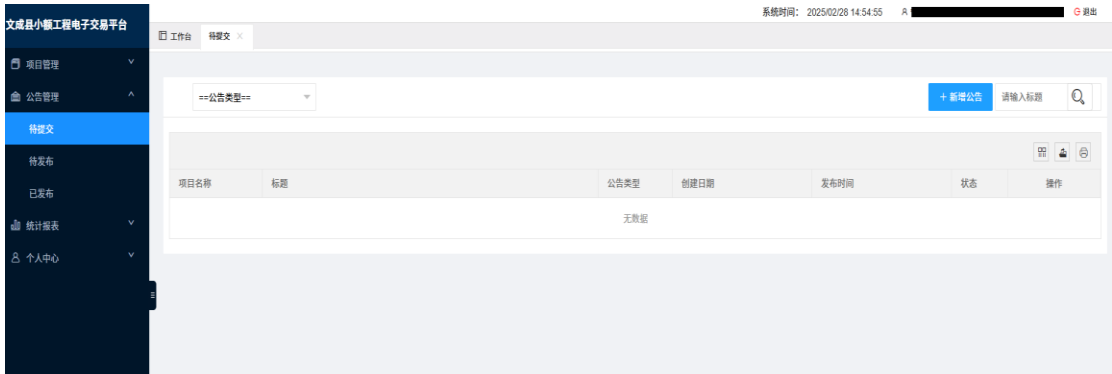 系统时间： 2025/02/28 14:54:55 退出
文成县小额工程电子交易平台
工作台 待提交
项目管理
公告管理
待提交
待发布
已发布
统计报表
个人中心
==公告类型== + 新增公告 请输入标题
项目名称 标题 公告类型 创建日期 发布时间 状态 操作
无数据